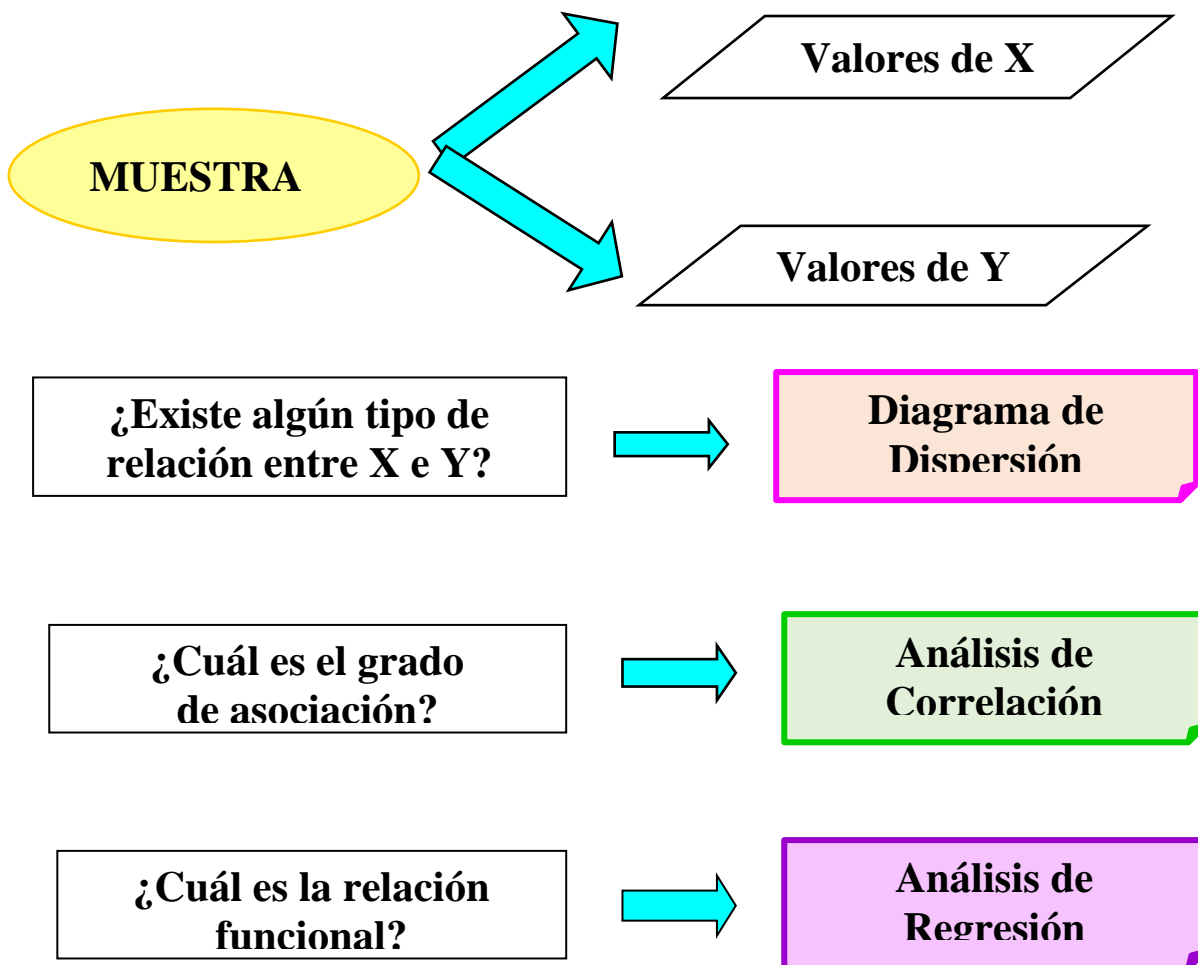 Valores de X
MUESTRA
Valores de Y
¿Existe algún tipo de
relación entre X e Y?
Diagrama de
Dispersión
¿Cuál es el grado
de asociación?
Análisis de
Correlación
¿Cuál es la relación
funcional?
Análisis de
Regresión